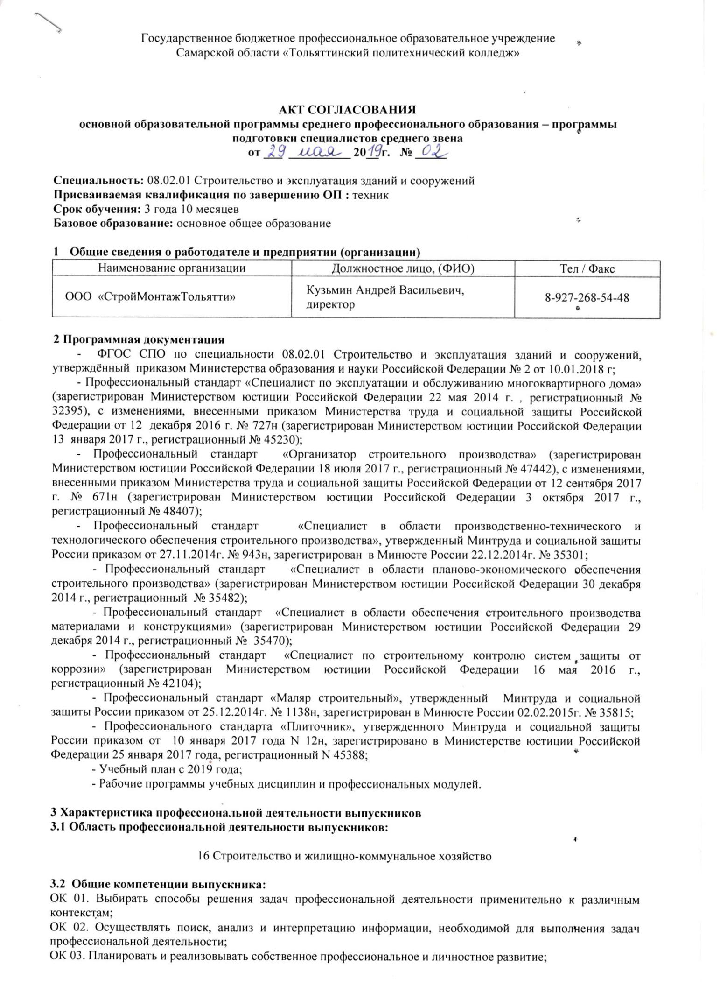 Государственное бюджетное профессиональное образовательное учреждение
Самарской области «Тольяттинский политехнический колледж»
АКТ СОГЛАСОВАНИЯ
основной образовательной программы среднего профессионального образования – программы
подготовки специалистов среднего звена
от 29 мая 2019г. № 02
Специальность: 08.02.01 Строительство и эксплуатация зданий и сооружений
Присваиваемая квалификация по завершению ОП : техник
Срок обучения: 3 года 10 месяцев
Базовое образование: основное общее образование
1 Общие сведения о работодателе и предприятии (организации)
Наименование организации Должностное лицо, (ФИО) Тел / Факс
ООО «СтройМонтажТольятти» Кузьмин Андрей Васильевич, директор 8-927-268-54-48
2 Программная документация
- ФГОС СПО по специальности 08.02.01 Строительство и эксплуатация зданий и сооружений,
утверждённый приказом Министерства образования и науки Российской Федерации № 2 от 10.01.2018 г;
- Профессиональный стандарт «Специалист по эксплуатации и обслуживанию многоквартирного дома»
(зарегистрирован Министерством юстиции Российской Федерации 22 мая 2014 г. , регистрационный №
32395), с изменениями, внесенными приказом Министерства труда и социальной защиты Российской
Федерации от 12 декабря 2016 г. № 727н (зарегистрирован Министерством юстиции Российской Федерации
13 января 2017 г., регистрационный № 45230);
- Профессиональный стандарт «Организатор строительного производства» (зарегистрирован
Министерством юстиции Российской Федерации 18 июля 2017 г., регистрационный № 47442), с изменениями,
внесенными приказом Министерства труда и социальной защиты Российской Федерации от 12 сентября 2017
г. № 671н (зарегистрирован Министерством юстиции Российской Федерации 3 октября 2017 г.,
регистрационный № 48407);
- Профессиональный стандарт «Специалист в области производственно-технического и
технологического обеспечения строительного производства», утвержденный Минтруда и социальной защиты
России приказом от 27.11.2014г. № 943н, зарегистрирован в Минюсте России 22.12.2014г. № 35301;
- Профессиональный стандарт «Специалист в области планово-экономического обеспечения
строительного производства» (зарегистрирован Министерством юстиции Российской Федерации 30 декабря
2014 г., регистрационный № 35482);
- Профессиональный стандарт «Специалист в области обеспечения строительного производства
материалами и конструкциями» (зарегистрирован Министерством юстиции Российской Федерации 29
декабря 2014 г., регистрационный № 35470);
- Профессиональный стандарт «Специалист по строительному контролю систем защиты от
коррозии» (зарегистрирован Министерством юстиции Российской Федерации 16 мая 2016 г.,
регистрационный № 42104);
- Профессиональный стандарт «Маляр строительный», утвержденный Минтруда и социальной
защиты России приказом от 25.12.2014г. № 1138н, зарегистрирован в Минюсте России 02.02.2015г. № 35815;
- Профессионального стандарта «Плиточник», утвержденного Минтруда и социальной защиты
России приказом от 10 января 2017 года N 12н, зарегистрировано в Министерстве юстиции Российской
Федерации 25 января 2017 года, регистрационный N 45388;
- Учебный план с 2019 года;
- Рабочие программы учебных дисциплин и профессиональных модулей.
3 Характеристика профессиональной деятельности выпускников
3.1 Область профессиональной деятельности выпускников:
16 Строительство и жилищно-коммунальное хозяйство
3.2 Общие компетенции выпускника:
ОК 01. Выбирать способы решения задач профессиональной деятельности применительно к различным
контекстам;
ОК 02. Осуществлять поиск, анализ и интерпретацию информации, необходимой для выполнения задач
профессиональной деятельности;
ОК 03. Планировать и реализовывать собственное профессиональное и личностное развитие;